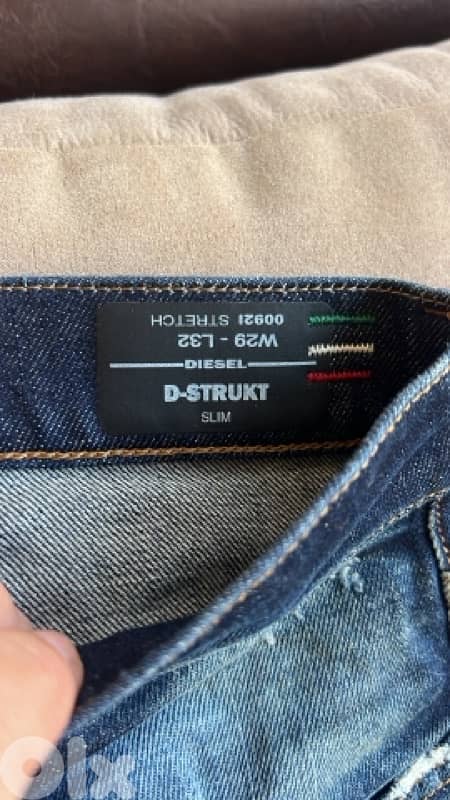 00921 STRETCH
W29 - L32
DIESEL
D-STRUKT
SLIM
olx